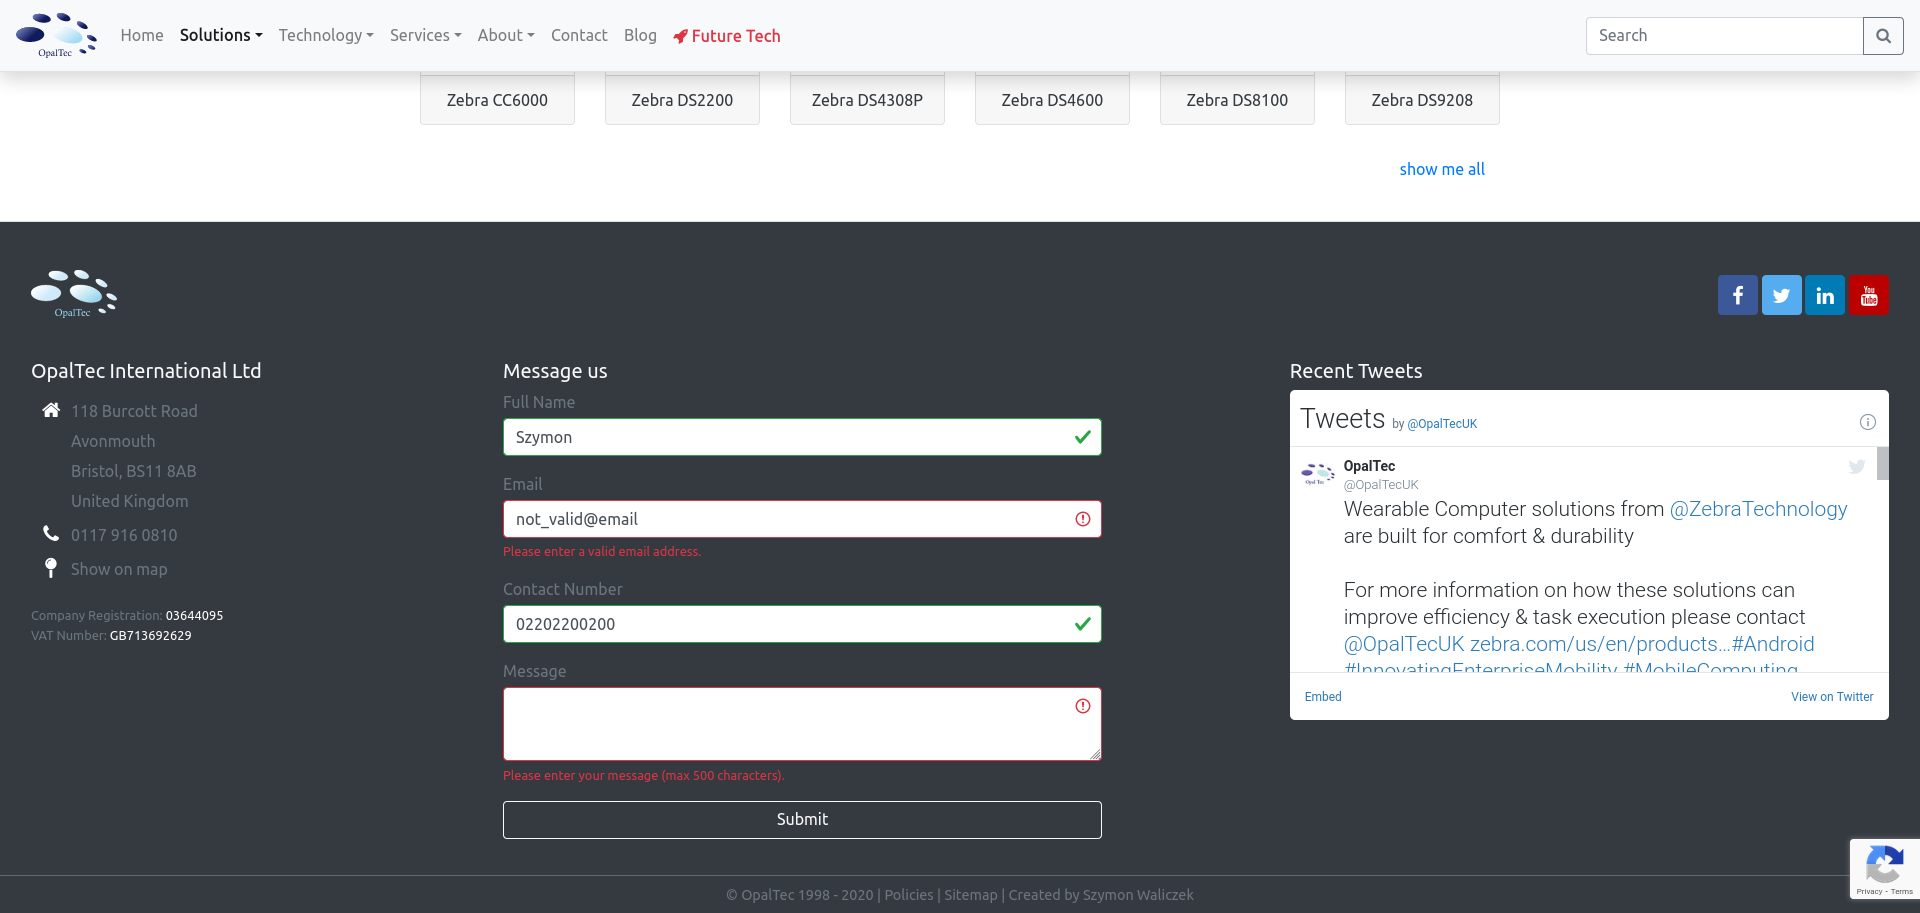 OpalTec
Home
Solutions
Technology
Services
About
Contact
Blog
Future Tech
Search
Zebra CC6000
Zebra DS2200
Zebra DS4308P
Zebra DS4600
Zebra DS8100
Zebra DS9208
show me all
OpalTec
You
Tube
OpalTec International Ltd
118 Burcott Road
Avonmouth
Bristol, BS11 8AB
United Kingdom
0117 916 0810
Show on map
Company Registration: 03644095
VAT Number: GB713692629
Message us
Full Name
Szymon
Email
not_valid@email
Please enter a valid email address.
Contact Number
02202200200
Message
Please enter your message (max 500 characters).
Submit
Recent Tweets
Tweets by @OpalTecUK
Opal Tec
OpalTec
@OpalTecUK
Wearable Computer solutions from @ZebraTechnology
are built for comfort & durability
For more information on how these solutions can
improve efficiency & task execution please contact
@OpalTecUK zebra.com/us/en/products…#Android
#InnovatingEnterpriseMobility #MobileComputing
Embed
View on Twitter
Privacy - Terms
© OpalTec 1998 - 2020 | Policies | Sitemap | Created by Szymon Waliczek